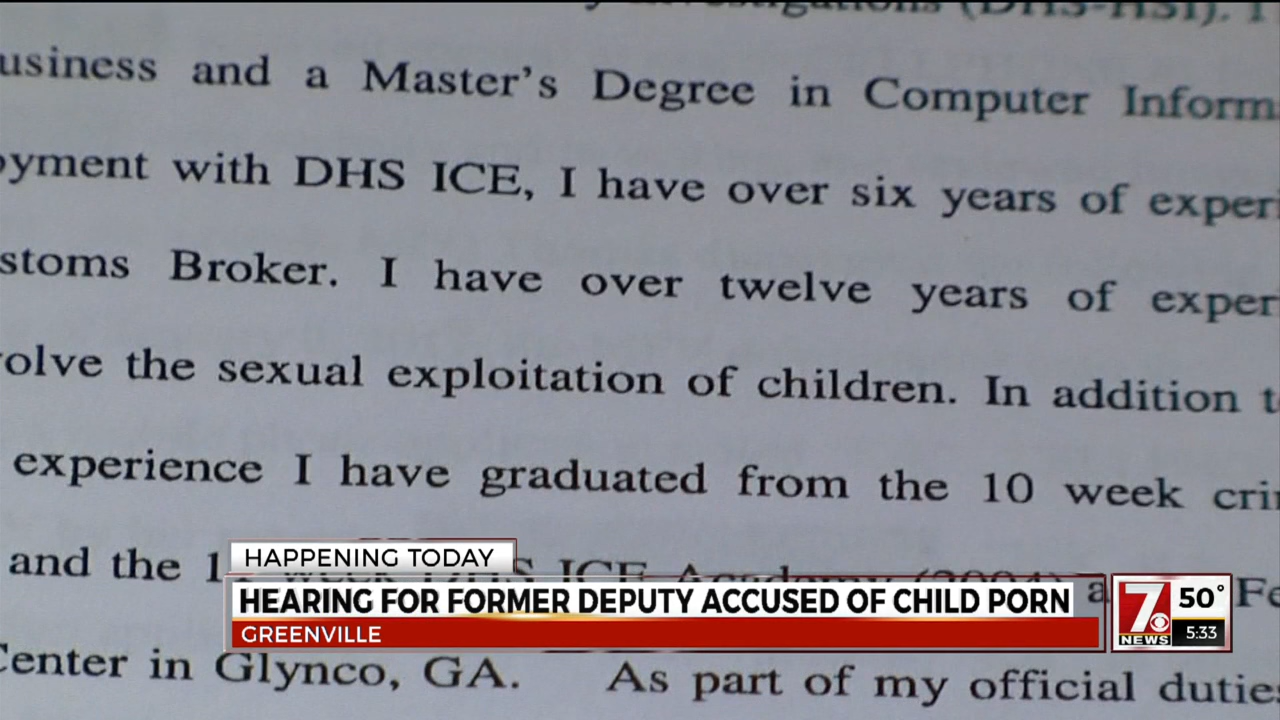 usiness and a Master's Degree in Computer Inform
oyment with DHS ICE, I have over six years of exper
stoms Broker. I have over twelve years of exper
olve the sexual exploitation of children. In addition t
experience I have graduated from the 10 week cri
and the 1
HAPPENING TODAY
HEARING FOR FORMER DEPUTY ACCUSED OF CHILD PORN
GREENVILLE
7 NEWS
50°
5:33
Center in Glynco, GA. As part of my official duties